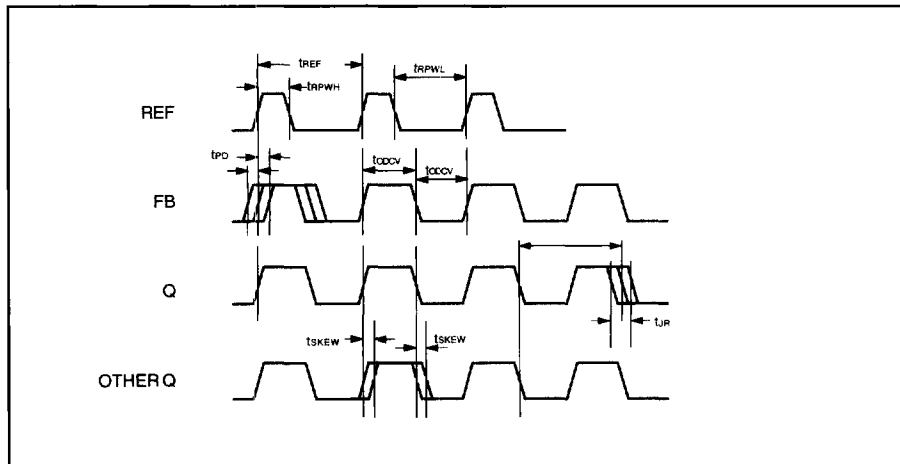 tREF
tRPWL
tRPWH
REF
tPD
tODCV
tODCV
FB
Q
tJR
tSKEW
tSKEW
OTHER Q